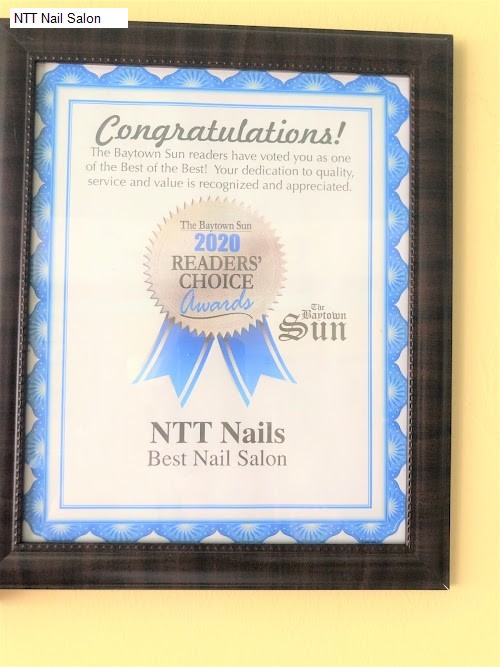 NTT Nail Salon
Congratulations!
The Baytown Sun readers have voted you as one
of the Best of the Best! Your dedication to quality,
service and value is recognized and appreciated.
The Baytown Sun
2020
READERS'
CHOICE
Awards
The
Baytown
Sun
NTT Nails
Best Nail Salon